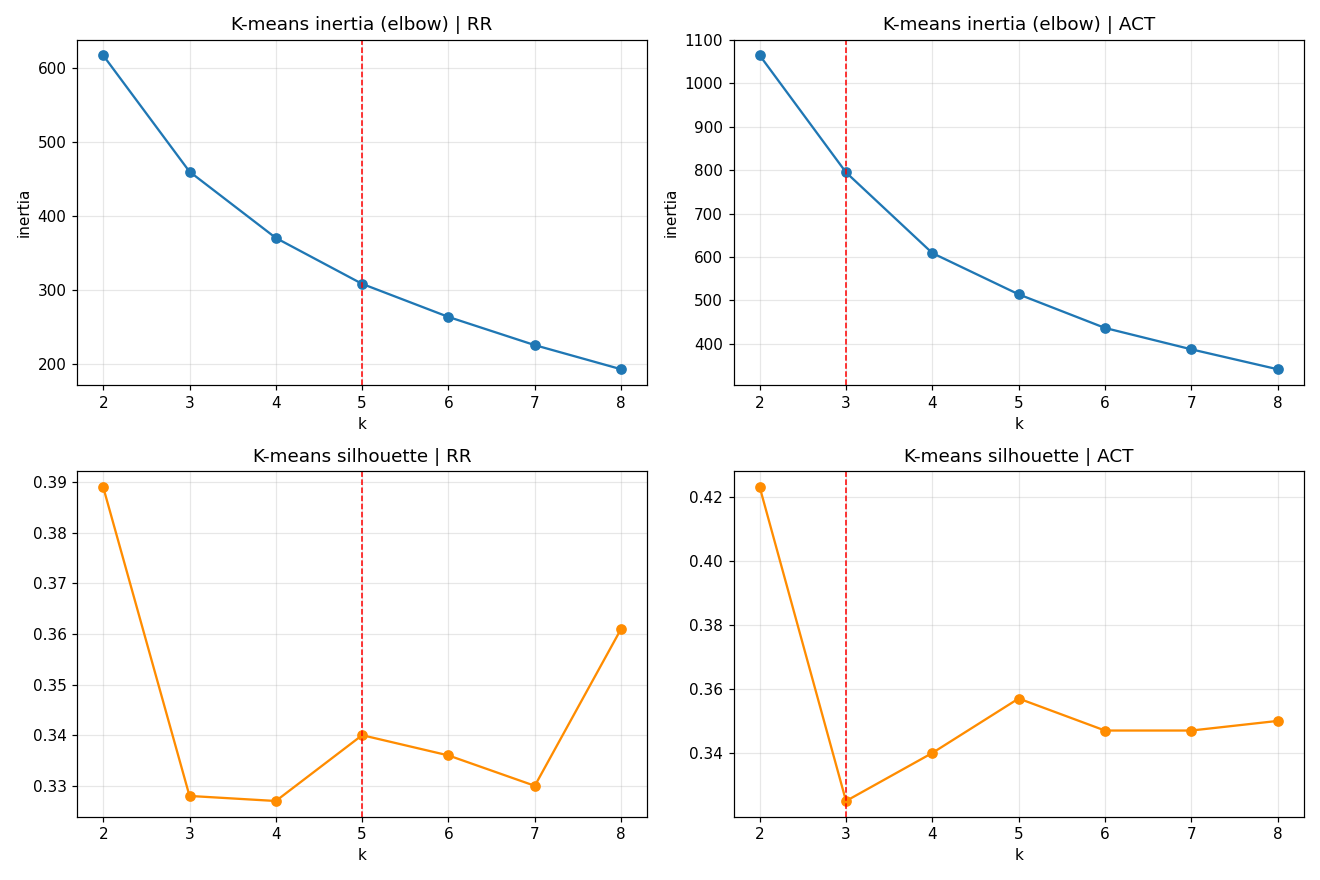 K-means inertia (elbow) | RR
600
500
400
300
200
inertia
2 3 4 5 6 7 8
k
K-means inertia (elbow) | ACT
1100
1000
900
800
700
600
500
400
inertia
2 3 4 5 6 7 8
k
K-means silhouette | RR
0.39
0.38
0.37
0.36
0.35
0.34
0.33
2 3 4 5 6 7 8
k
K-means silhouette | ACT
0.42
0.40
0.38
0.36
0.34
2 3 4 5 6 7 8
k